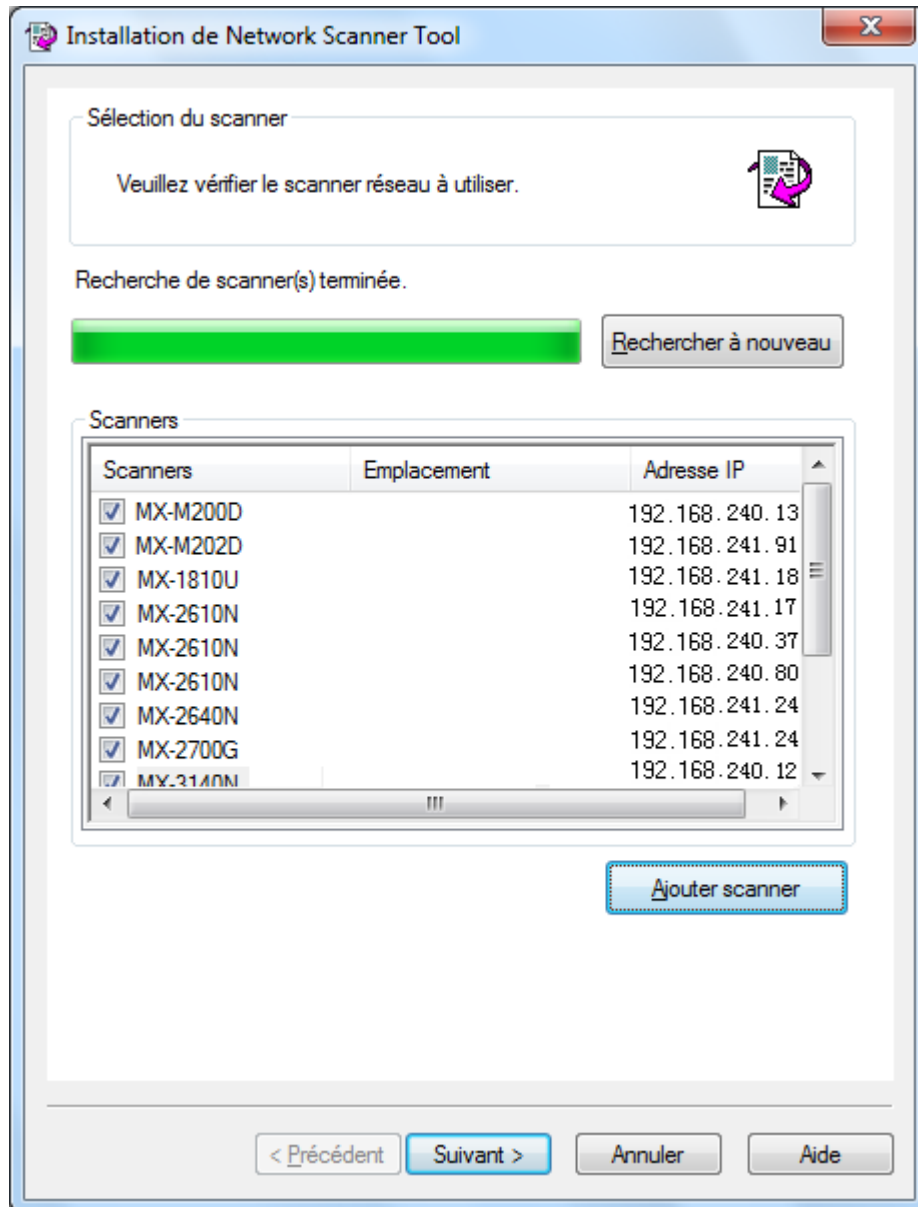 Installation de Network Scanner Tool
Sélection du scanner
Veuillez vérifier le scanner réseau à utiliser.
Recherche de scanner(s) terminée.
Rechercher à nouveau
Scanners
Scanners Emplacement Adresse IP
MX-M200D 192.168.240.13
MX-M202D 192.168.241.91
MX-1810U 192.168.241.18
MX-2610N 192.168.241.17
MX-2610N 192.168.240.37
MX-2610N 192.168.240.80
MX-2640N 192.168.241.24
MX-2700G 192.168.241.24
MX-3140N 192.168.240.12
Ajouter scanner
< Précédent Suivant > Annuler Aide